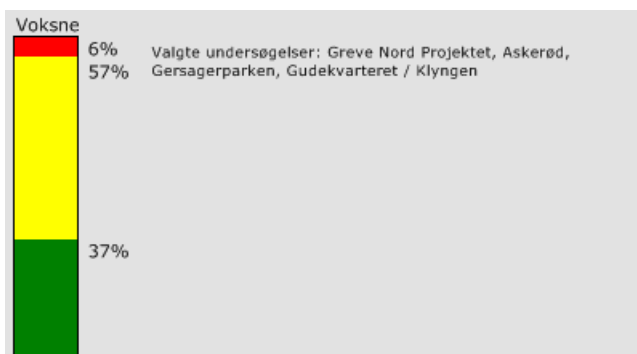 Voksne
6%
Valgte undersøgelser: Greve Nord Projektet, Askerød,
57%
Gersagerparken, Gudekvarteret / Klyngen
37%